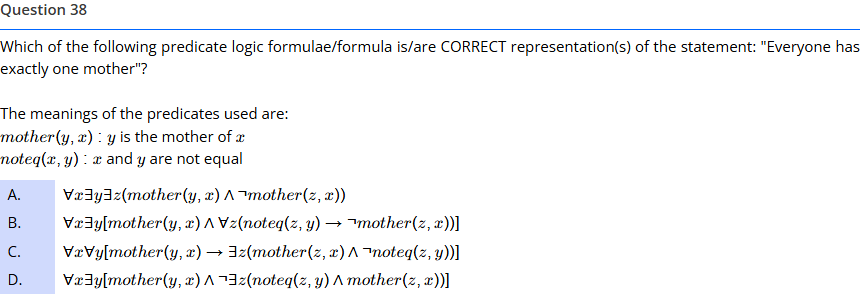 Question 38
Which of the following predicate logic formulae/formula is/are CORRECT representation(s) of the statement: "Everyone has
exactly one mother"?
The meanings of the predicates used are:
mother(y, x) : y is the mother of x
noteq(x, y) : x and y are not equal
A. ∀x∃y∃z(mother(y, x) ∧ ¬mother(z, x))
B. ∀x∃y[mother(y, x) ∧ ∀z(noteq(z, y) → ¬mother(z, x))]
C. ∀x∀y[mother(y, x) → ∃z(mother(z, x) ∧ ¬noteq(z, y))]
D. ∀x∃y[mother(y, x) ∧ ¬∃z(noteq(z, y) ∧ mother(z, x))]